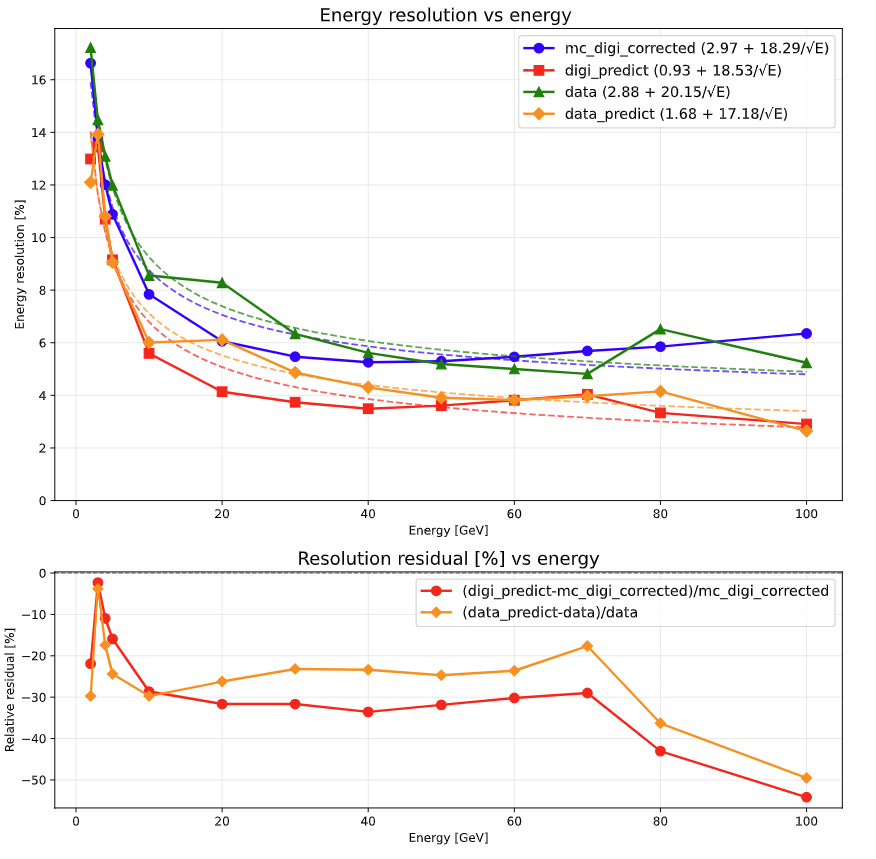 Energy resolution vs energy
mc_digi_corrected (2.97 + 18.29/√E)
digi_predict (0.93 + 18.53/√E)
data (2.88 + 20.15/√E)
data_predict (1.68 + 17.18/√E)
Energy resolution [%]
16
14
12
10
8
6
4
2
0
0 20 40 60 80 100
Energy [GeV]
Resolution residual [%] vs energy
(digi_predict-mc_digi_corrected)/mc_digi_corrected
(data_predict-data)/data
Relative residual [%]
0
−10
−20
−30
−40
−50
0 20 40 60 80 100
Energy [GeV]